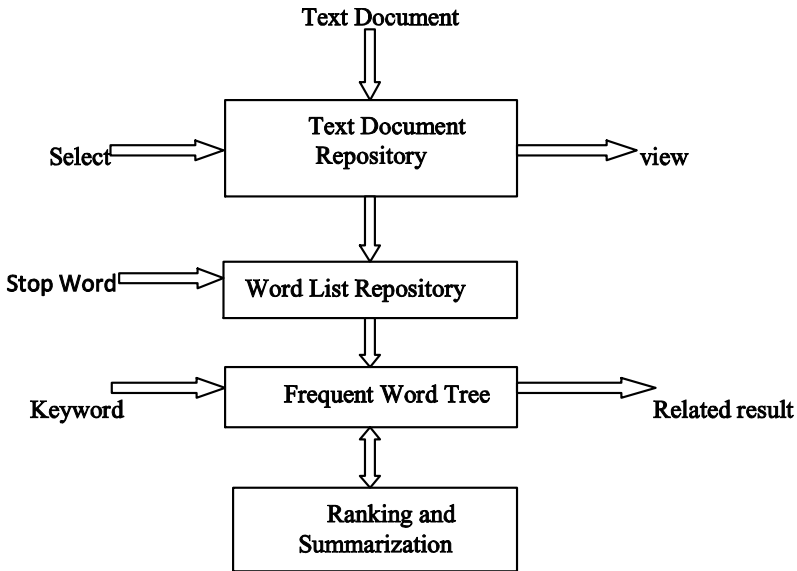 Text Document
Text Document
Repository
Select
view
Stop Word
Word List Repository
Keyword
Frequent Word Tree
Related result
Ranking and
Summarization